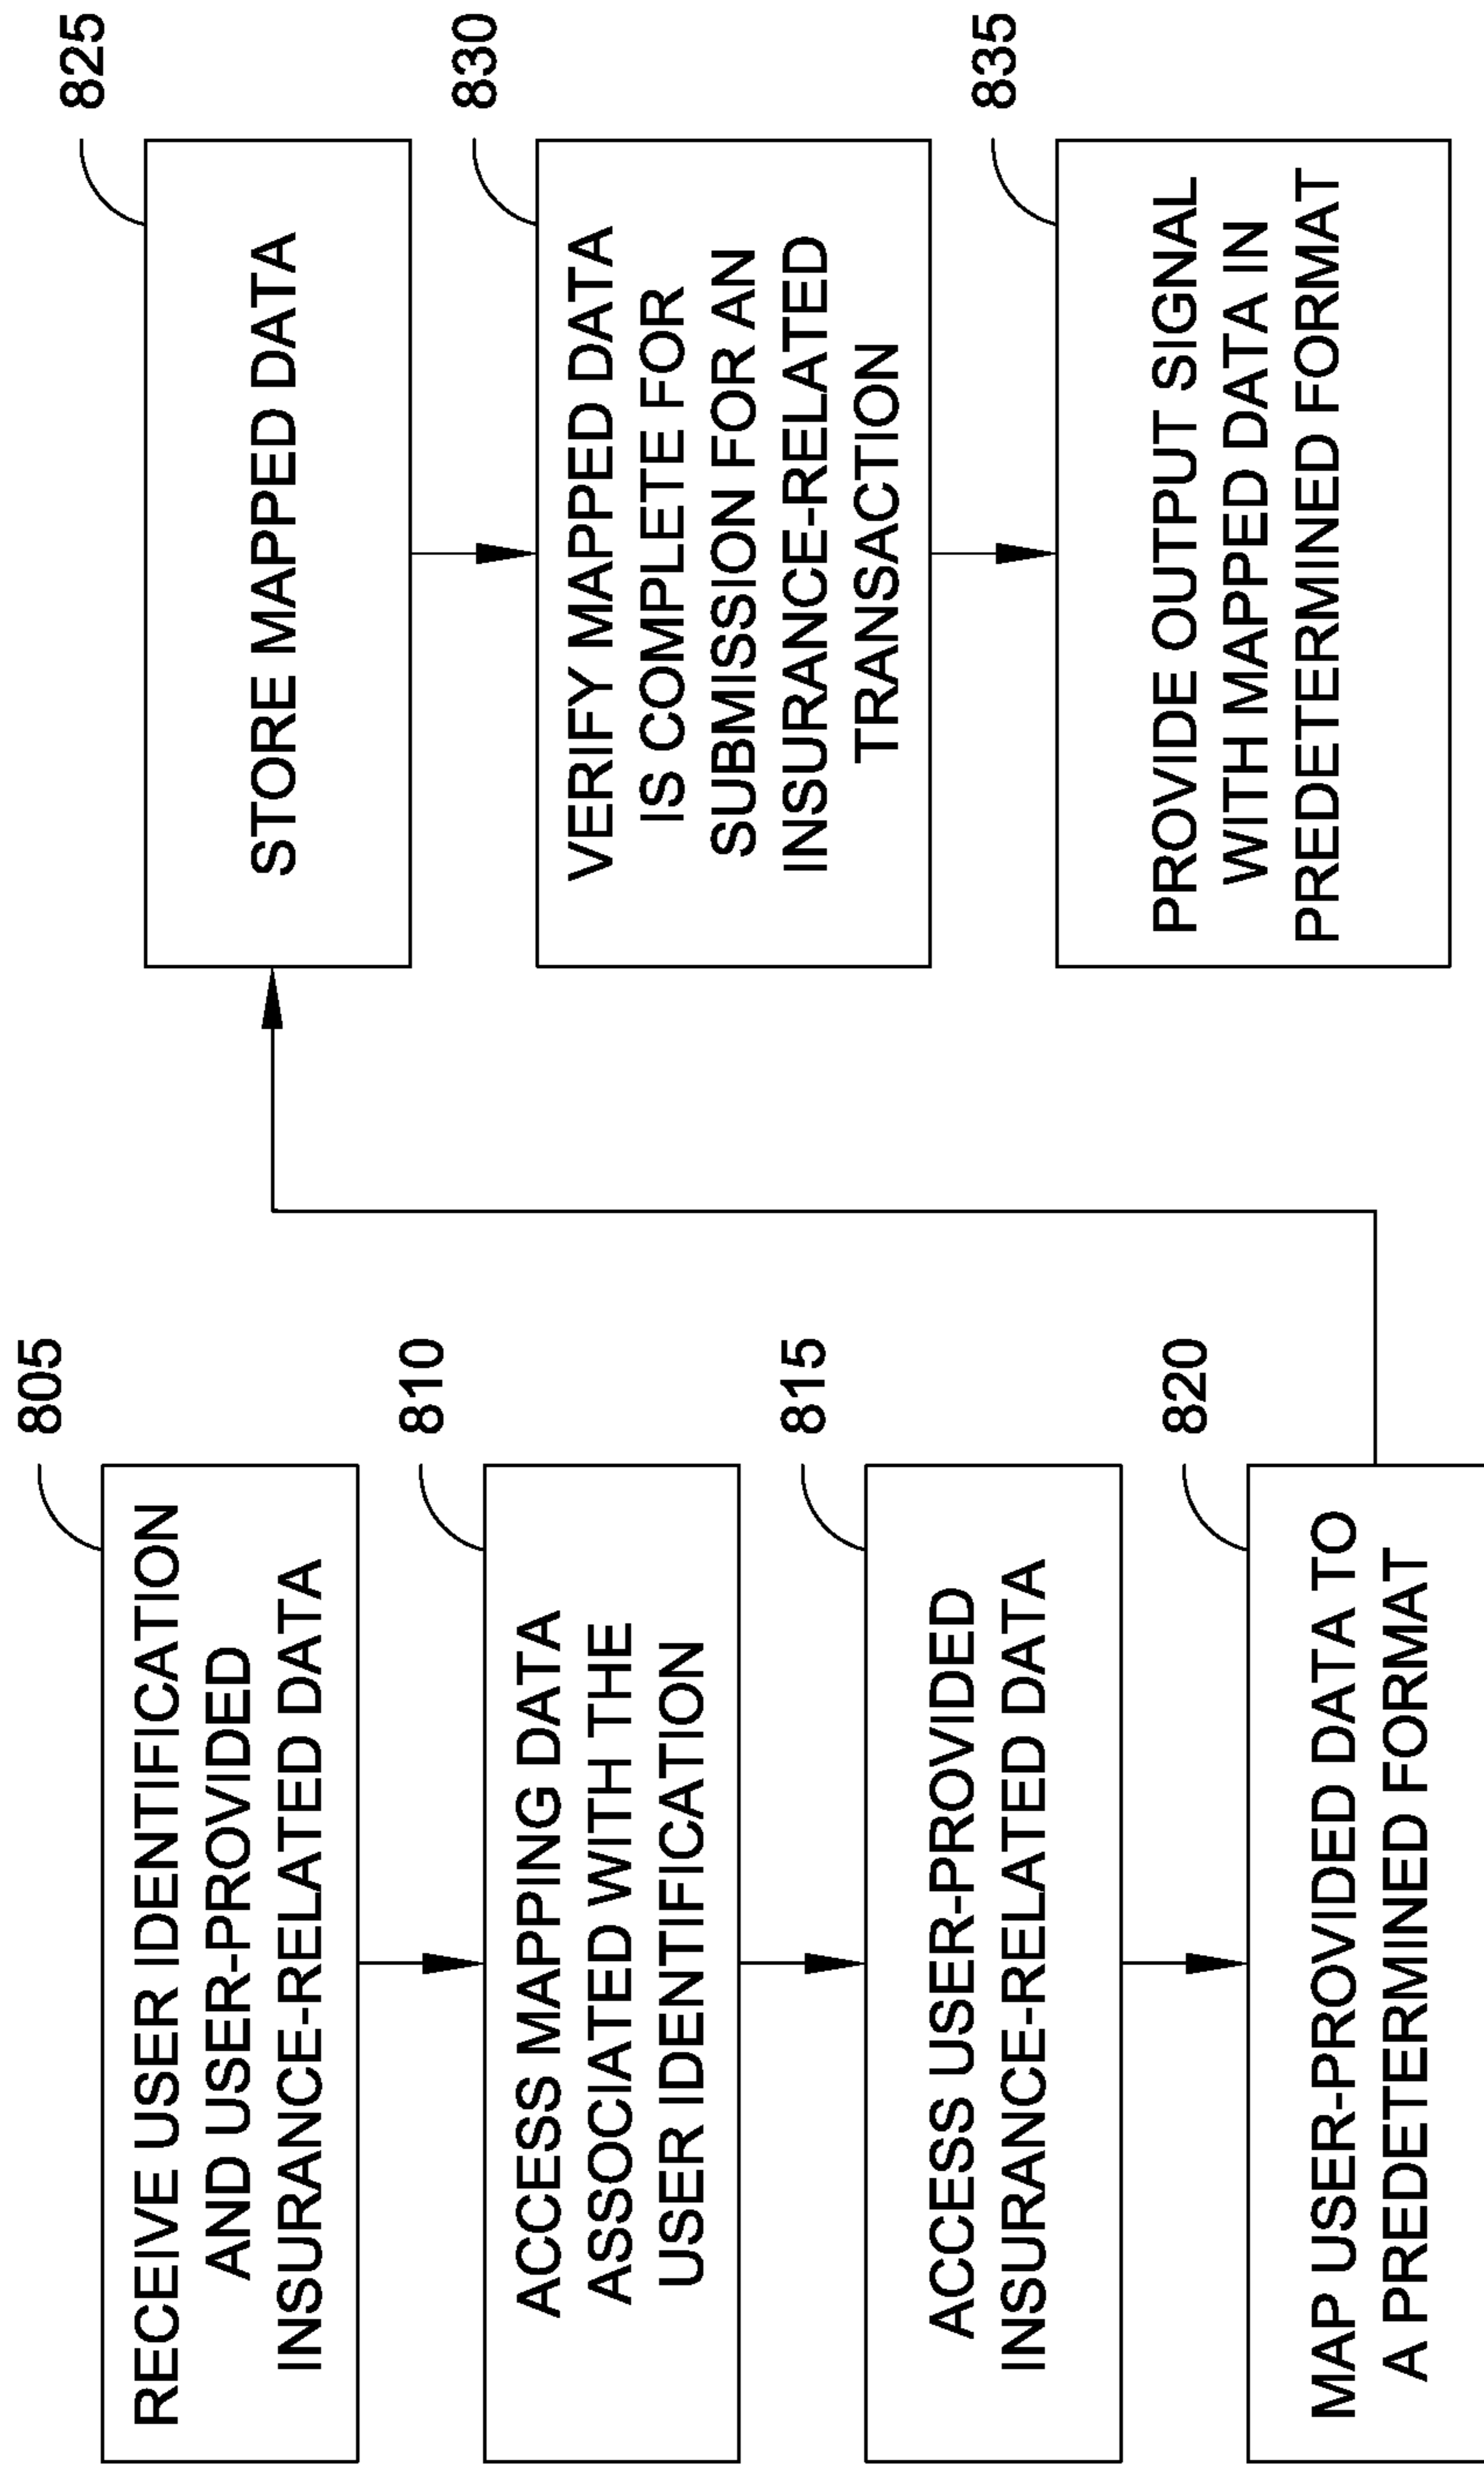 805
RECEIVE USER IDENTIFICATION
AND USER-PROVIDED
INSURANCE-RELATED DATA
810
ACCESS MAPPING DATA
ASSOCIATED WITH THE
USER IDENTIFICATION
815
ACCESS USER-PROVIDED
INSURANCE-RELATED DATA
820
MAP USER-PROVIDED DATA TO
A PREDETERMINED FORMAT
825
STORE MAPPED DATA
830
VERIFY MAPPED DATA
IS COMPLETE FOR
SUBMISSION FOR AN
INSURANCE-RELATED
TRANSACTION
835
PROVIDE OUTPUT SIGNAL
WITH MAPPED DATA IN
PREDETERMINED FORMAT